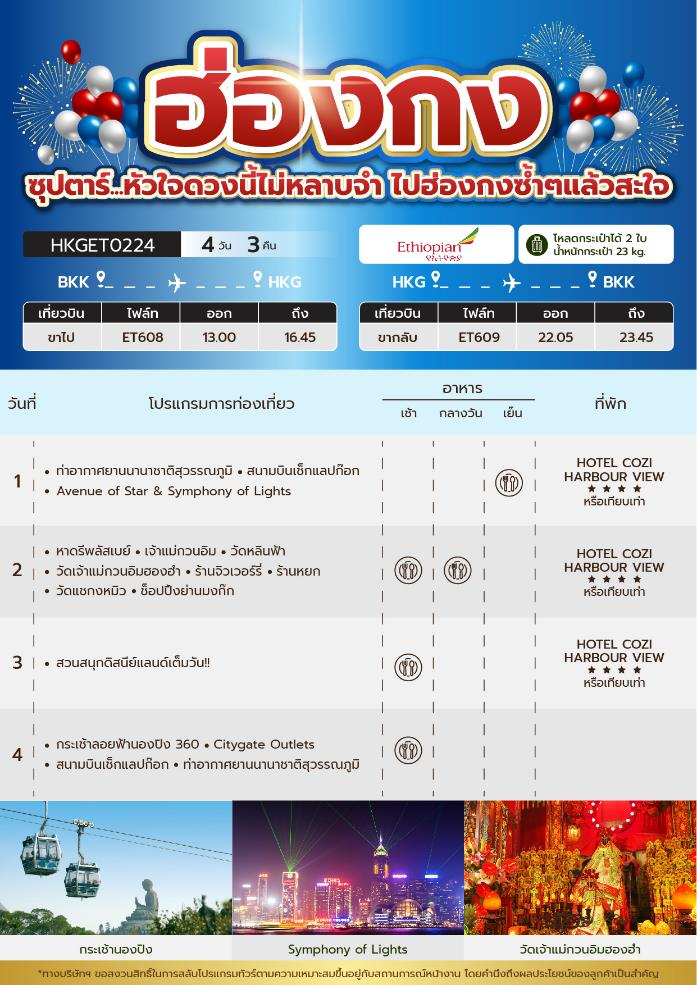 ฮ่องกง
ซุปตาร์...หัวใจดวงนี้ไม่หลาบจำ ไปฮ่องกงซ้ำๆแล้วสะใจ
HKGET0224 4 วัน 3 คืน
Ethiopian
የኢትዮጵያ
โหลดกระเป๋าได้ 2 ใบ
น้ำหนักกระเป๋า 23 kg.
BKK HKG
HKG BKK
เที่ยวบิน ไฟล์ท ออก ถึง
ขาไป ET608 13.00 16.45
เที่ยวบิน ไฟล์ท ออก ถึง
ขากลับ ET609 22.05 23.45
วันที่ โปรแกรมการท่องเที่ยว อาหาร ที่พัก
เช้า กลางวัน เย็น
1
• ท่าอากาศยานนานาชาติสุวรรณภูมิ • สนามบินเช็กแลปก๊อก
• Avenue of Star & Symphony of Lights
HOTEL COZI
HARBOUR VIEW
★ ★ ★ ★
หรือเทียบเท่า
2
• หาดรีพลัสเบย์ • เจ้าแม่กวนอิม • วัดหลินฟ้า
• วัดเจ้าแม่กวนอิมฮองฮำ • ร้านจิวเวอร์รี่ • ร้านหยก
• วัดแชกงหมิว • ช็อปปิ้งย่านมงก๊ก
HOTEL COZI
HARBOUR VIEW
★ ★ ★ ★
หรือเทียบเท่า
3
• สวนสนุกดิสนีย์แลนด์เต็มวัน!!
HOTEL COZI
HARBOUR VIEW
★ ★ ★ ★
หรือเทียบเท่า
4
• กระเช้าลอยฟ้านองปิง 360 • Citygate Outlets
• สนามบินเช็กแลปก๊อก • ท่าอากาศยานนานาชาติสุวรรณภูมิ
กระเช้านองปิง
Symphony of Lights
วัดเจ้าแม่กวนอิมฮองฮำ
*ทางบริษัทฯ ขอสงวนสิทธิ์ในการสลับโปรแกรมทัวร์ตามความเหมาะสมขึ้นอยู่กับสถานการณ์หน้างาน โดยคำนึงถึงผลประโยชน์ของลูกค้าเป็นสำคัญ